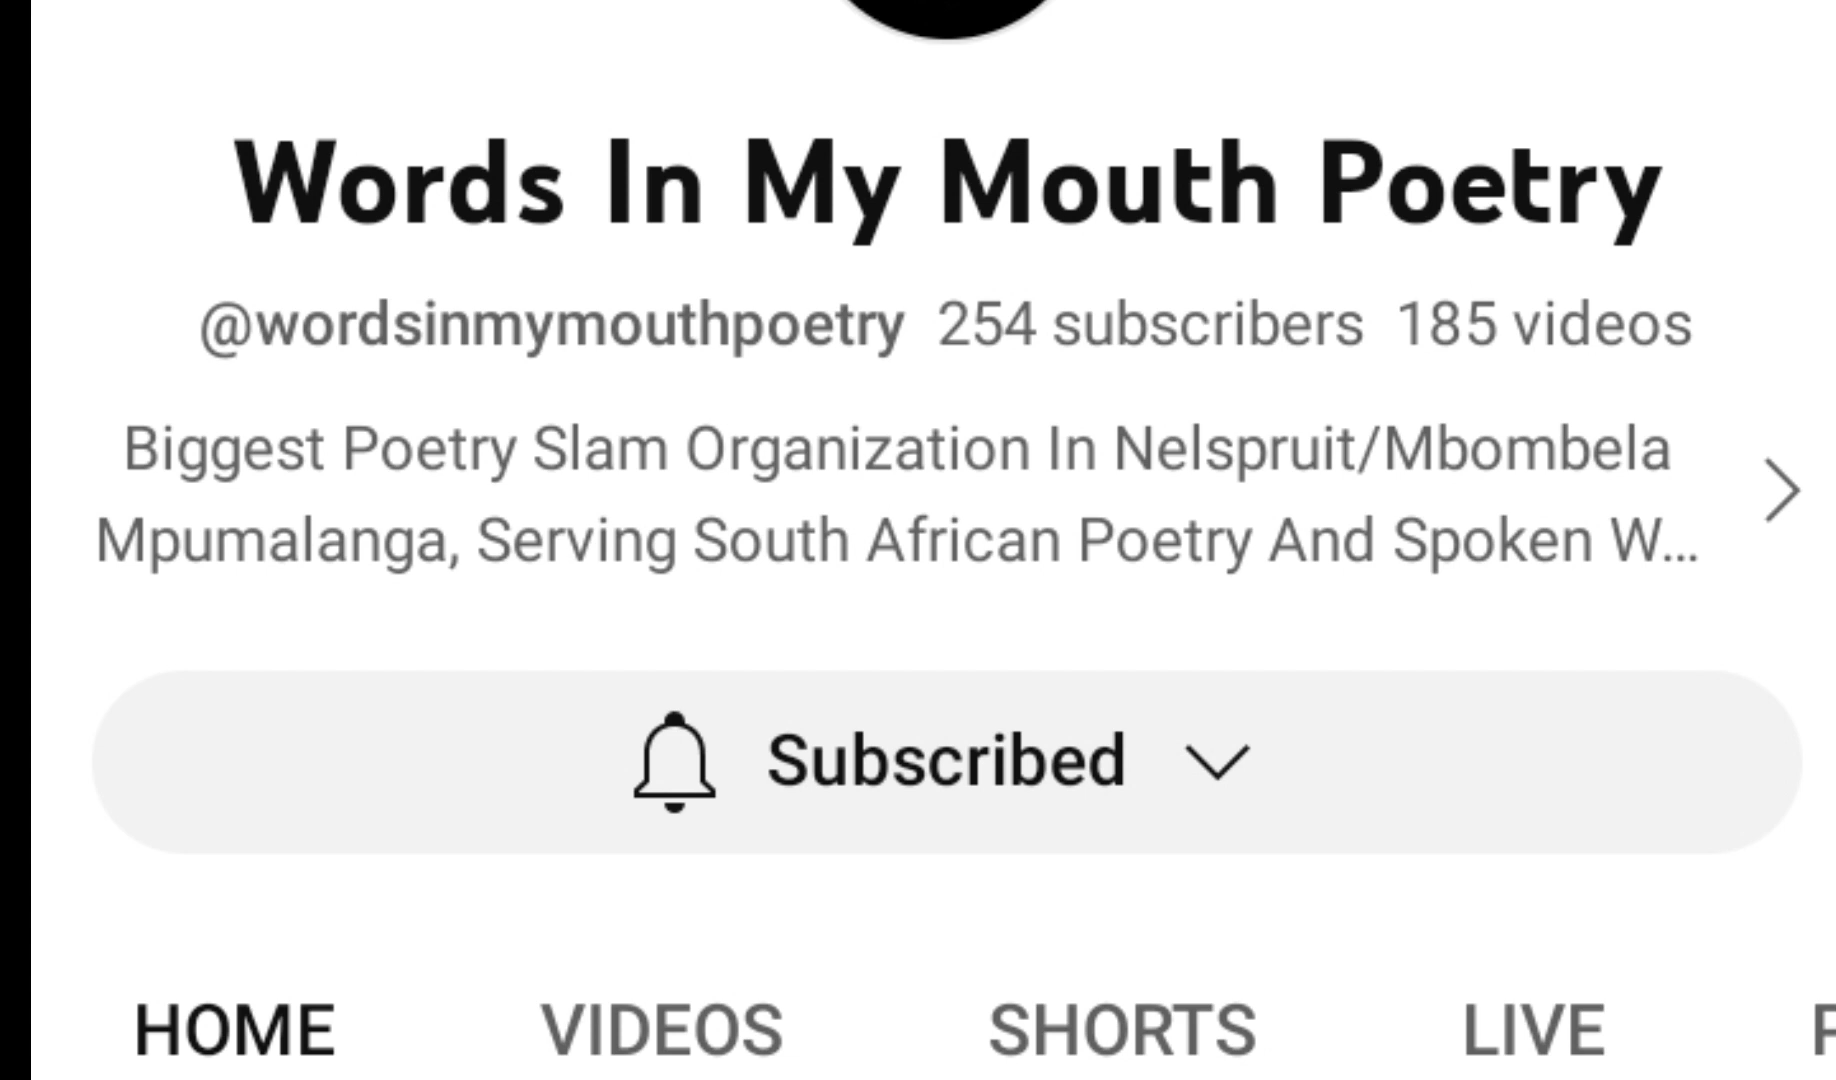 Words In My Mouth Poetry
@wordsinmymouthpoetry 254 subscribers 185 videos
Biggest Poetry Slam Organization In Nelspruit/Mbombela
Mpumalanga, Serving South African Poetry And Spoken W...
Subscribed
HOME VIDEOS SHORTS LIVE